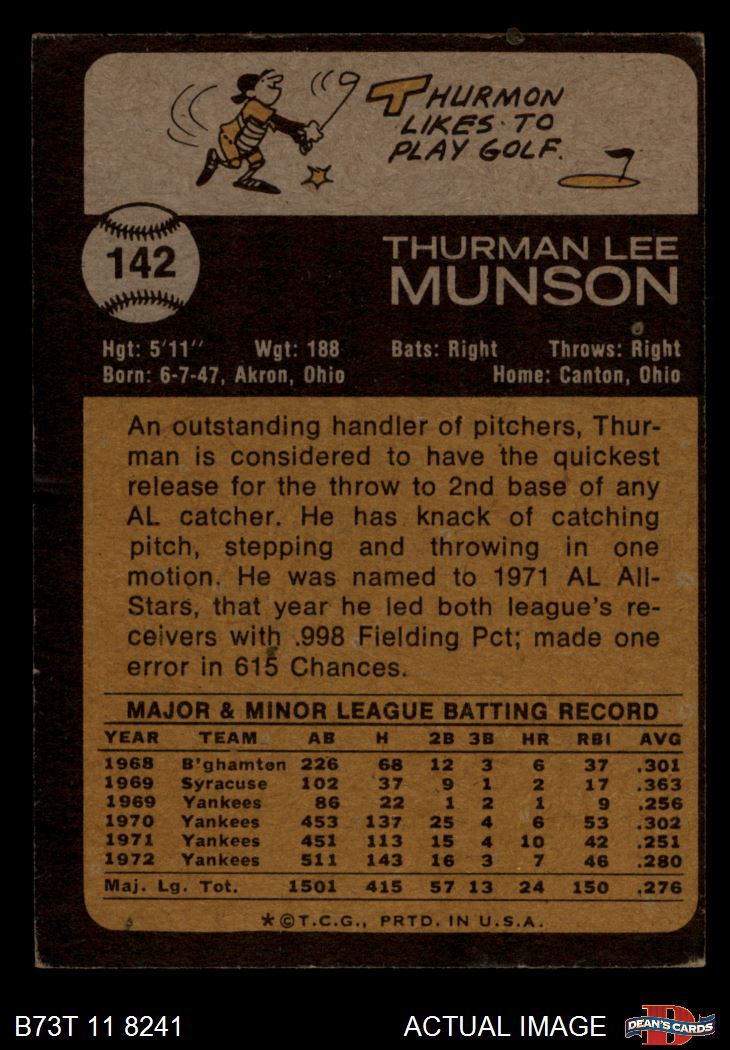 THURMON
LIKES TO
PLAY GOLF.
142
THURMAN LEE
MUNSON
Hgt: 5'11'' Wgt: 188 Bats: Right Throws: Right
Born: 6-7-47, Akron, Ohio Home: Canton, Ohio
An outstanding handler of pitchers, Thur-
man is considered to have the quickest
release for the throw to 2nd base of any
AL catcher. He has knack of catching
pitch, stepping and throwing in one
motion. He was named to 1971 AL All-
Stars, that year he led both league's re-
ceivers with .998 Fielding Pct; made one
error in 615 Chances.
MAJOR & MINOR LEAGUE BATTING RECORD
YEAR TEAM AB H 2B 3B HR RBI AVG
1968 B'ghamton 226 68 12 3 6 37 .301
1969 Syracuse 102 37 9 1 2 17 .363
1969 Yankees 86 22 1 2 1 9 .256
1970 Yankees 453 137 25 4 6 53 .302
1971 Yankees 451 113 15 4 10 42 .251
1972 Yankees 511 143 16 3 7 46 .280
Maj. Lg. Tot. 1501 415 57 13 24 150 .276
*©T.C.G., PRTD. IN U.S.A.
B73T 11 8241 ACTUAL IMAGE DEAN'S CARDS